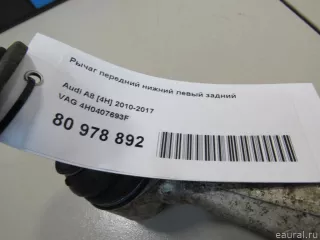 Рычаг передний нижний левый задний
Audi A8 [4H] 2010-2017
VAG 4H0407693F
80 978 892
© eaural.ru